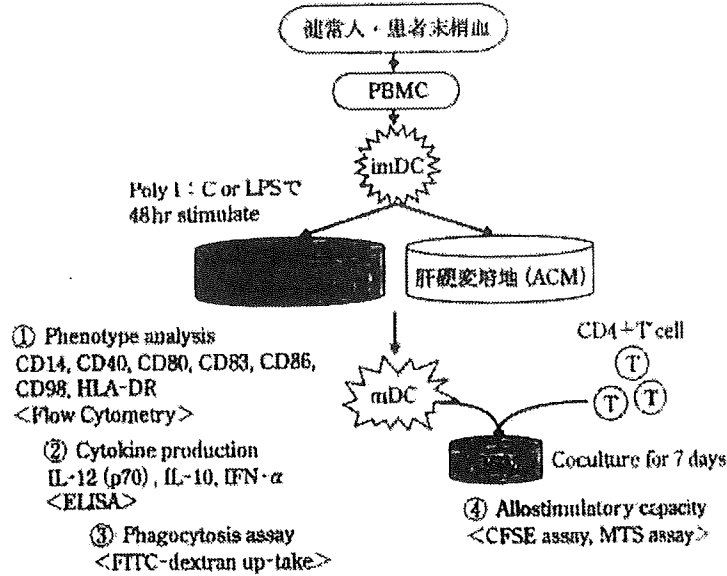 健常人・患者末梢血
PBMC
imDC
Poly I：C or LPSで
48hr stimulate
肝硬変培地 (ACM)
① Phenotype analysis
CD14, CD40, CD80, CD83, CD86,
CD98, HLA-DR
<Flow Cytometry>
mDC
CD4+T cell
T
T T
② Cytokine production
IL-12 (p70), IL-10, IFN-α
<ELISA>
Coculture for 7 days
③ Phagocytosis assay
<FITC-dextran up-take>
④ Allostimulatory capacity
<CFSE assay, MTS assay>